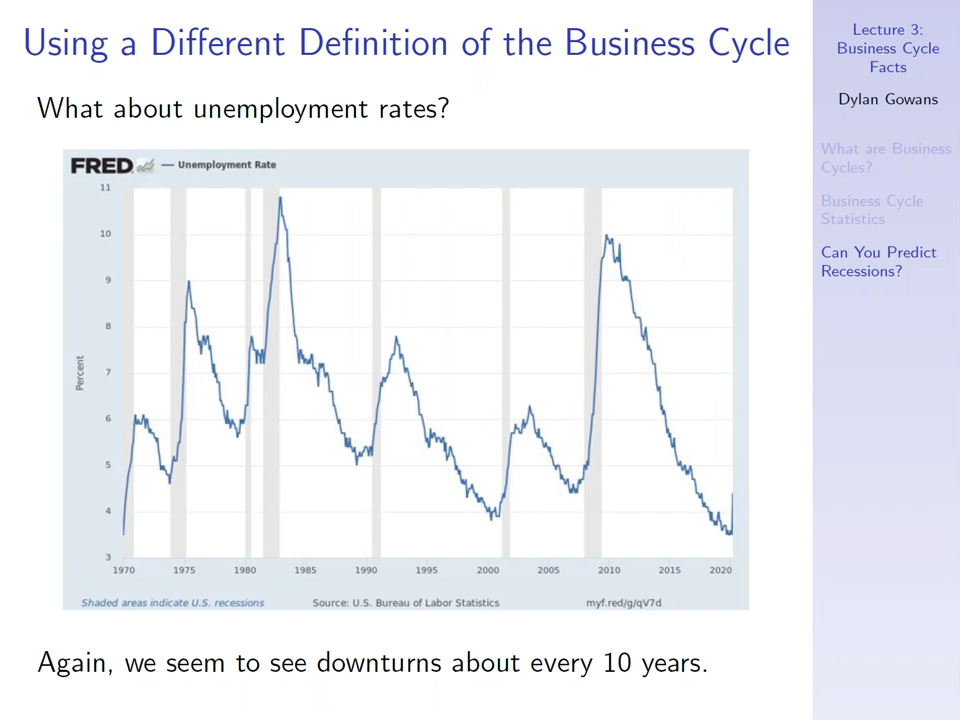 Using a Different Definition of the Business Cycle
What about unemployment rates?
FRED — Unemployment Rate
11
10
9
8
7
6
5
4
3
Percent
1970 1975 1980 1985 1990 1995 2000 2005 2010 2015 2020
Shaded areas indicate U.S. recessions Source: U.S. Bureau of Labor Statistics myf.red/g/qV7d
Again, we seem to see downturns about every 10 years.
Lecture 3:
Business Cycle
Facts
Dylan Gowans
What are Business
Cycles?
Business Cycle
Statistics
Can You Predict
Recessions?